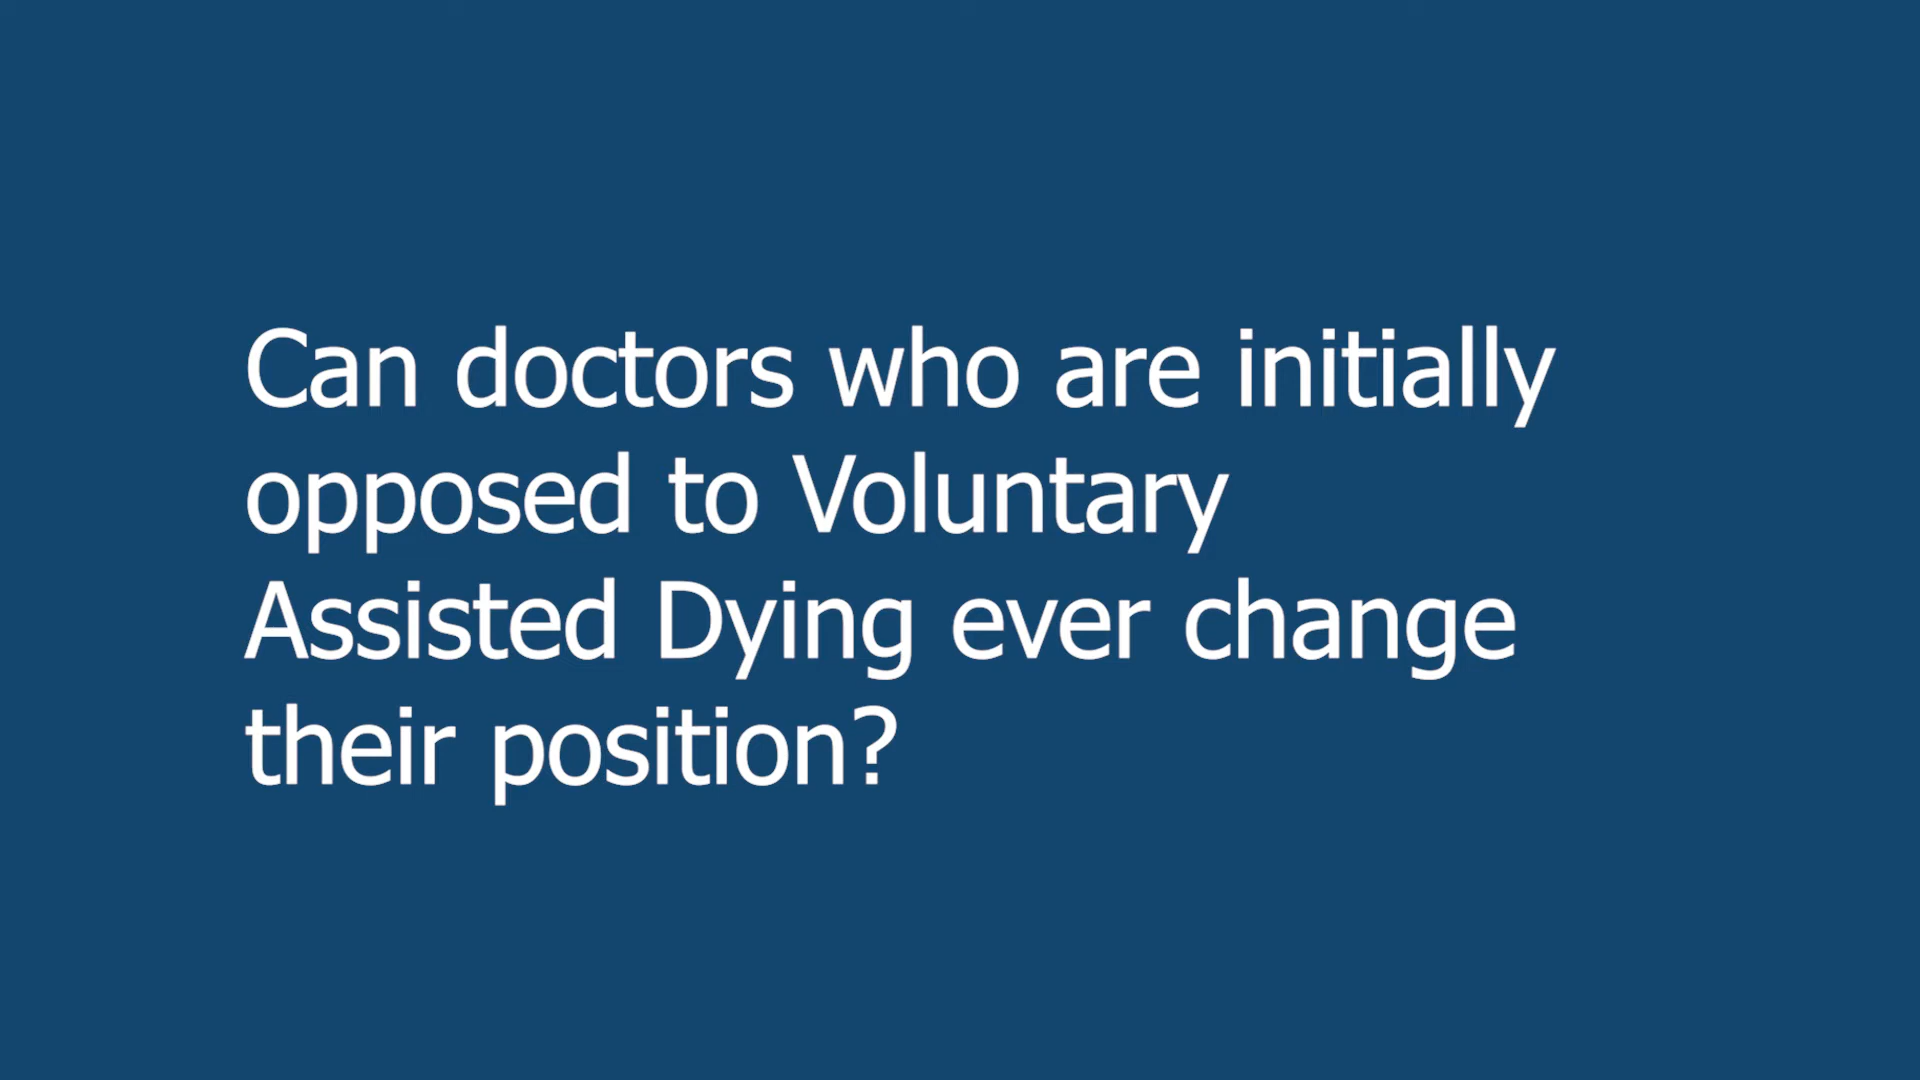 Can doctors who are initially
opposed to Voluntary
Assisted Dying ever change
their position?